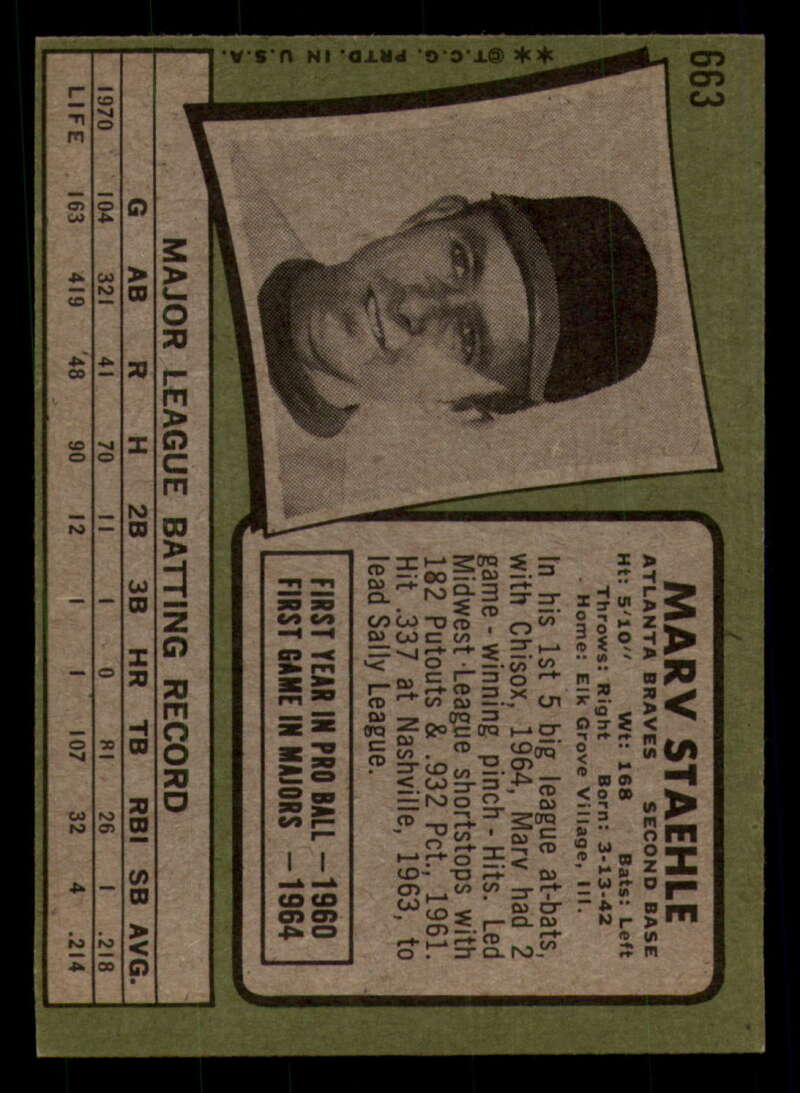 663
MARV STAEHLE
ATLANTA BRAVES SECOND BASE
Ht: 5'10" Wt: 168 Bats: Left
Throws: Right Born: 3-13-42
Home: Elk Grove Village, Ill.
In his 1st 5 big league at-bats,
with Chisox, 1964, Marv had 2
game-winning pinch-Hits. Led
Midwest League shortstops with
182 Putouts & .932 Pct., 1961.
Hit .337 at Nashville, 1963, to
lead Sally League.
FIRST YEAR IN PRO BALL — 1960
FIRST GAME IN MAJORS — 1964
MAJOR LEAGUE BATTING RECORD
G AB R H 2B 3B HR TB RBI SB AVG.
1970 104 321 41 70 11 1 0 81 26 1 .218
LIFE 163 419 48 90 12 1 1 107 32 4 .214
** ©T.C.G. PRTD. IN U.S.A.